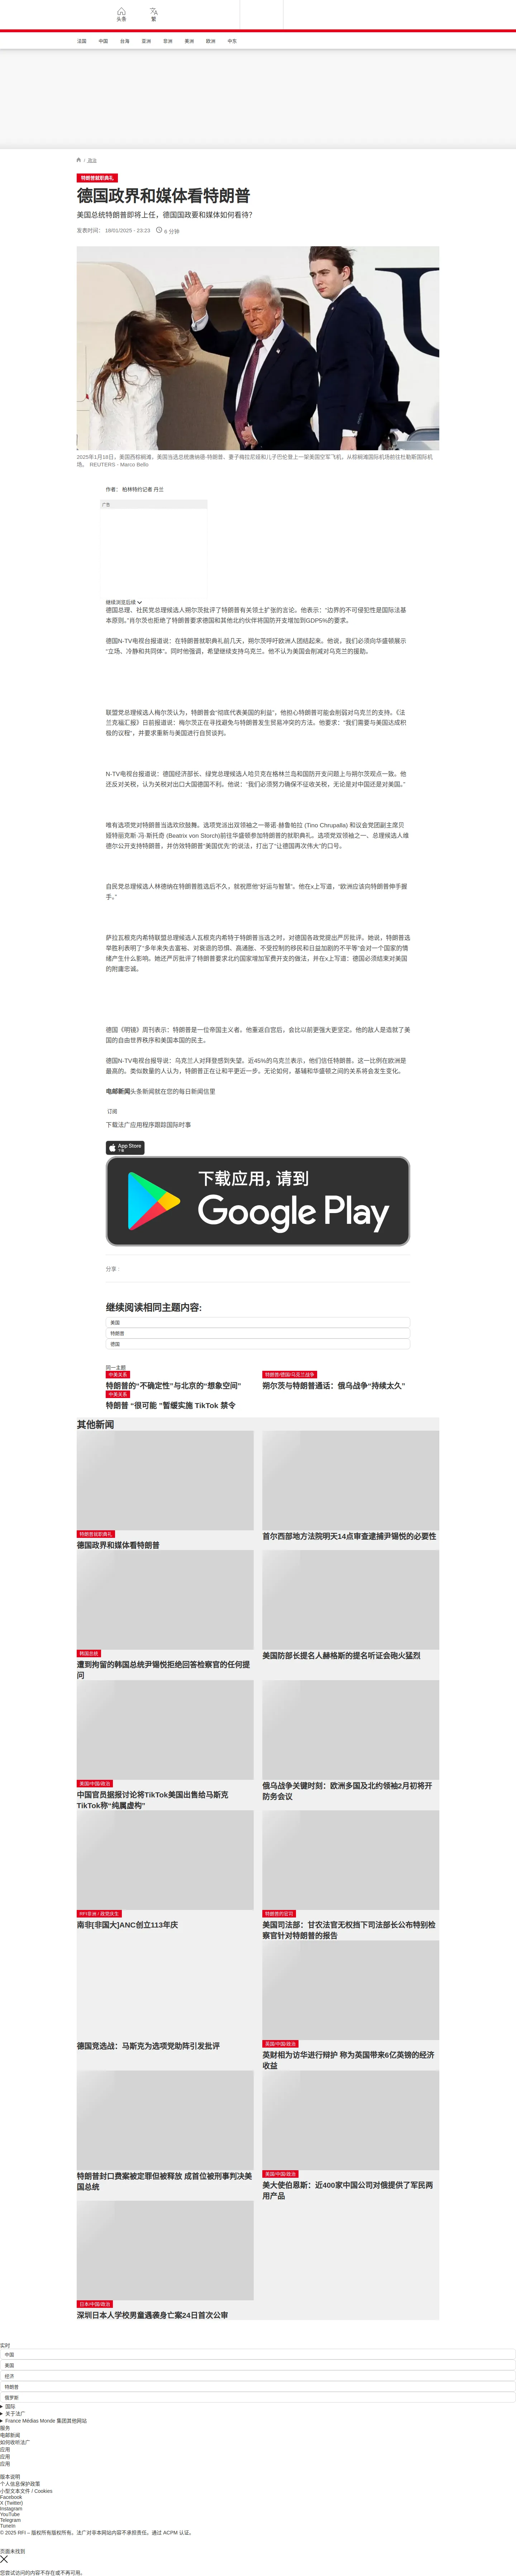 头条
繁
法国
中国
台海
亚洲
非洲
美洲
欧洲
中东
/ 政治
特朗普就职典礼
德国政界和媒体看特朗普
美国总统特朗普即将上任，德国国政要和媒体如何看待？
发表时间： 18/01/2025 - 23:23
6 分钟
2025年1月18日，美国西棕榈滩，美国当选总统唐纳德·特朗普、妻子梅拉尼娅和儿子巴伦登上一架美国空军飞机，从棕榈滩国际机场前往杜勒斯国际机场。 REUTERS - Marco Bello
作者： 柏林特约记者 丹兰
广告
继续浏览后续
德国总理、社民党总理候选人朔尔茨批评了特朗普有关领土扩张的言论。他表示：“边界的不可侵犯性是国际法基本原则。”肖尔茨也拒绝了特朗普要求德国和其他北约伙伴将国防开支增加到GDP5%的要求。
德国N-TV电视台报道说：在特朗普就职典礼前几天，朔尔茨呼吁欧洲人团结起来。他说，我们必须向华盛顿展示“立场、冷静和共同体”。同时他强调，希望继续支持乌克兰。他不认为美国会削减对乌克兰的援助。
联盟党总理候选人梅尔茨认为，特朗普会“彻底代表美国的利益”。他担心特朗普可能会削弱对乌克兰的支持。《法兰克福汇报》日前报道说：梅尔茨正在寻找避免与特朗普发生贸易冲突的方法。他要求：“我们需要与美国达成积极的议程”，并要求重新与美国进行自贸谈判。
N-TV电视台报道说：德国经济部长、绿党总理候选人哈贝克在格林兰岛和国防开支问题上与朔尔茨观点一致。他还反对关税，认为关税对出口大国德国不利。他说：“我们必须努力确保不征收关税，无论是对中国还是对美国。”
唯有选项党对特朗普当选欢欣鼓舞。选项党派出双领袖之一蒂诺·赫鲁帕拉 (Tino Chrupalla) 和议会党团副主席贝娅特丽克斯·冯·斯托奇 (Beatrix von Storch)前往华盛顿参加特朗普的就职典礼。选项党双领袖之一、总理候选人维德尔公开支持特朗普，并仿效特朗普“美国优先”的说法，打出了“让德国再次伟大”的口号。
自民党总理候选人林德纳在特朗普胜选后不久，就祝愿他“好运与智慧”。他在x上写道，“欧洲应该向特朗普伸手握手。”
萨拉瓦根克内希特联盟总理候选人瓦根克内希特于特朗普当选之时，对德国各政党提出严厉批评。她说，特朗普选举胜利表明了“多年来失去富裕、对衰退的恐惧、高通胀、不受控制的移民和日益加剧的不平等”会对一个国家的情绪产生什么影响。她还严厉批评了特朗普要求北约国家增加军费开支的做法，并在x上写道：德国必须结束对美国的附庸忠诚。
德国《明镜》周刊表示：特朗普是一位帝国主义者。他重返白宫后，会比以前更强大更坚定。他的敌人是造就了美国的自由世界秩序和美国本国的民主。
德国N-TV电视台报导说：乌克兰人对拜登感到失望。近45%的乌克兰表示，他们信任特朗普。这一比例在欧洲是最高的。类似数量的人认为，特朗普正在让和平更近一步。无论如何，基辅和华盛顿之间的关系将会发生变化。
电邮新闻头条新闻就在您的每日新闻信里
订阅
下载法广应用程序跟踪国际时事
App Store
下载
下载应用，请到
Google Play
分享 :
继续阅读相同主题内容:
美国
特朗普
德国
同一主题
中美关系
特朗普的“不确定性”与北京的“想象空间”
特朗普/德国/乌克兰战争
朔尔茨与特朗普通话：俄乌战争“持续太久”
中美关系
特朗普 “很可能 ”暂缓实施 TikTok 禁令
其他新闻
特朗普就职典礼
德国政界和媒体看特朗普
首尔西部地方法院明天14点审查逮捕尹锡悦的必要性
韩国总统
遭到拘留的韩国总统尹锡悦拒绝回答检察官的任何提问
美国防部长提名人赫格斯的提名听证会砲火猛烈
美国/中国/政治
中国官员据报讨论将TikTok美国出售给马斯克 TikTok称“纯属虚构”
俄乌战争关键时刻：欧洲多国及北约领袖2月初将开防务会议
RFI非洲 / 政党庆生
南非[非国大]ANC创立113年庆
特朗普的官司
美国司法部：甘农法官无权挡下司法部长公布特别检察官针对特朗普的报告
德国竞选战：马斯克为选项党助阵引发批评
英国/中国/政治
英财相为访华进行辩护 称为英国带来6亿英镑的经济收益
特朗普封口费案被定罪但被释放 成首位被刑事判决美国总统
美国/中国/政治
美大使伯恩斯：近400家中国公司对俄提供了军民两用产品
日本/中国/政治
深圳日本人学校男童遇袭身亡案24日首次公审
实时
中国
美国
经济
特朗普
俄罗斯
国际
关于法广
France Médias Monde 集团其他网站
服务
电邮新闻
如何收听法广
应用
应用
应用
版本说明
个人信息保护政策
小型文本文件 / Cookies
Facebook
X (Twitter)
Instagram
YouTube
Telegram
TuneIn
© 2025 RFI – 版权所有版权所有。法广对非本网站内容不承担责任。通过 ACPM 认证。
页面未找到
您尝试访问的内容不存在或不再可用。